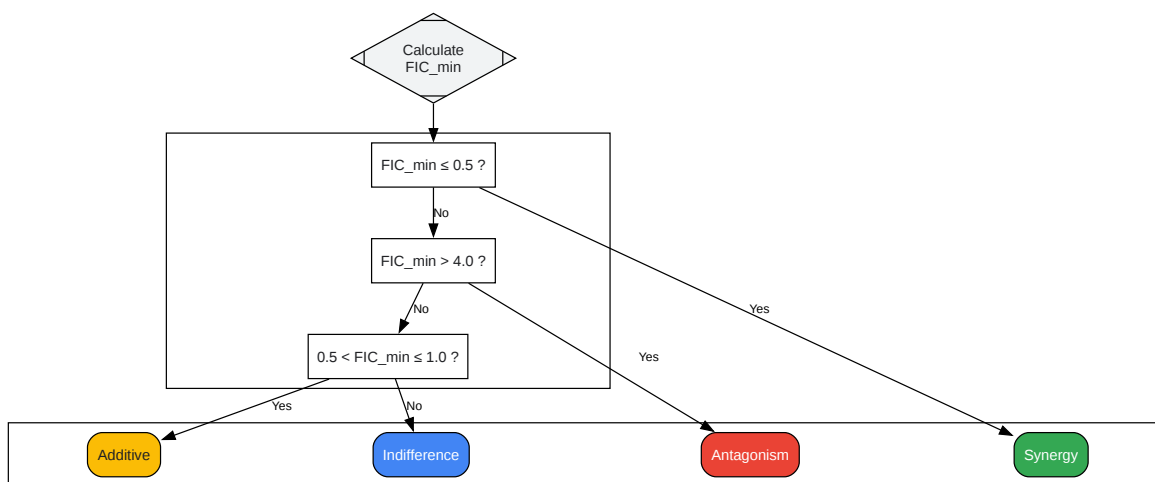 Calculate
FIC_min
FIC_min ≤ 0.5 ?
No
FIC_min > 4.0 ?
No
Yes
0.5 < FIC_min ≤ 1.0 ?
Yes
Yes
No
Additive
Indifference
Antagonism
Synergy